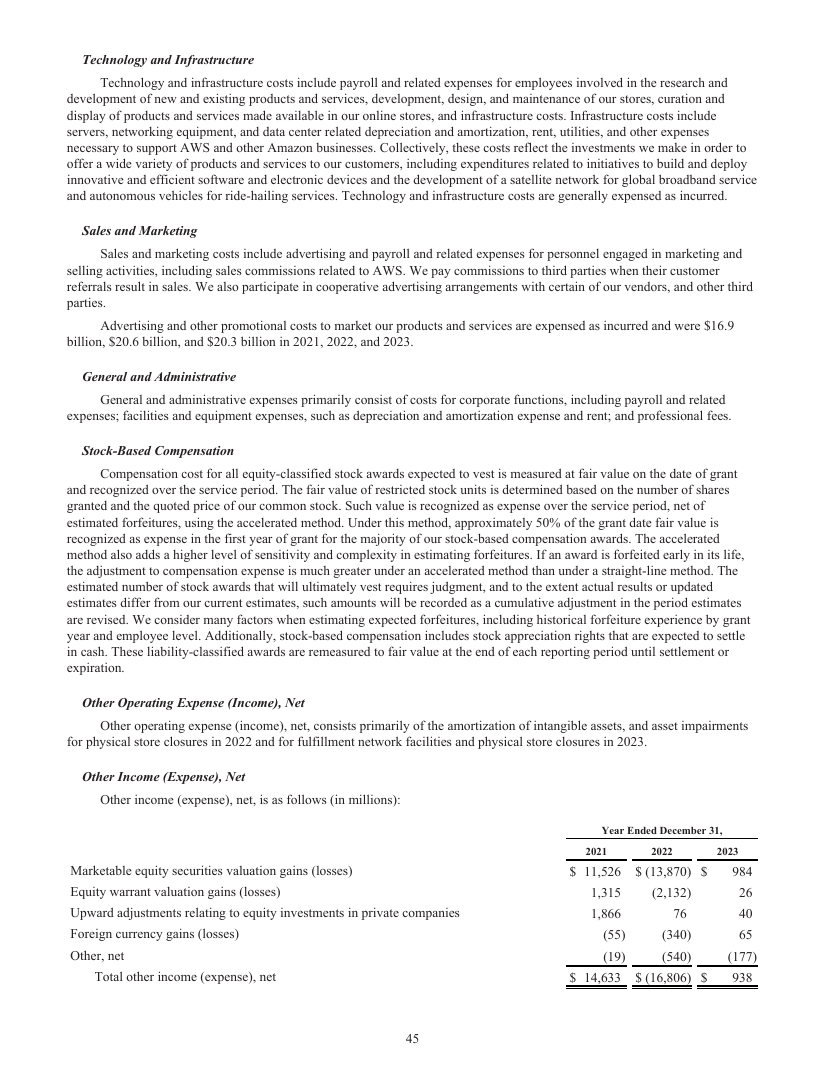 Technology and Infrastructure
Technology and infrastructure costs include payroll and related expenses for employees involved in the research and
development of new and existing products and services, development, design, and maintenance of our stores, curation and
display of products and services made available in our online stores, and infrastructure costs. Infrastructure costs include
servers, networking equipment, and data center related depreciation and amortization, rent, utilities, and other expenses
necessary to support AWS and other Amazon businesses. Collectively, these costs reflect the investments we make in order to
offer a wide variety of products and services to our customers, including expenditures related to initiatives to build and deploy
innovative and efficient software and electronic devices and the development of a satellite network for global broadband service
and autonomous vehicles for ride-hailing services. Technology and infrastructure costs are generally expensed as incurred.
Sales and Marketing
Sales and marketing costs include advertising and payroll and related expenses for personnel engaged in marketing and
selling activities, including sales commissions related to AWS. We pay commissions to third parties when their customer
referrals result in sales. We also participate in cooperative advertising arrangements with certain of our vendors, and other third
parties.
Advertising and other promotional costs to market our products and services are expensed as incurred and were $16.9
billion, $20.6 billion, and $20.3 billion in 2021, 2022, and 2023.
General and Administrative
General and administrative expenses primarily consist of costs for corporate functions, including payroll and related
expenses; facilities and equipment expenses, such as depreciation and amortization expense and rent; and professional fees.
Stock-Based Compensation
Compensation cost for all equity-classified stock awards expected to vest is measured at fair value on the date of grant
and recognized over the service period. The fair value of restricted stock units is determined based on the number of shares
granted and the quoted price of our common stock. Such value is recognized as expense over the service period, net of
estimated forfeitures, using the accelerated method. Under this method, approximately 50% of the grant date fair value is
recognized as expense in the first year of grant for the majority of our stock-based compensation awards. The accelerated
method also adds a higher level of sensitivity and complexity in estimating forfeitures. If an award is forfeited early in its life,
the adjustment to compensation expense is much greater under an accelerated method than under a straight-line method. The
estimated number of stock awards that will ultimately vest requires judgment, and to the extent actual results or updated
estimates differ from our current estimates, such amounts will be recorded as a cumulative adjustment in the period estimates
are revised. We consider many factors when estimating expected forfeitures, including historical forfeiture experience by grant
year and employee level. Additionally, stock-based compensation includes stock appreciation rights that are expected to settle
in cash. These liability-classified awards are remeasured to fair value at the end of each reporting period until settlement or
expiration.
Other Operating Expense (Income), Net
Other operating expense (income), net, consists primarily of the amortization of intangible assets, and asset impairments
for physical store closures in 2022 and for fulfillment network facilities and physical store closures in 2023.
Other Income (Expense), Net
Other income (expense), net, is as follows (in millions):
Year Ended December 31,
2021 2022 2023
Marketable equity securities valuation gains (losses) $ 11,526 $ (13,870) $ 984
Equity warrant valuation gains (losses) 1,315 (2,132) 26
Upward adjustments relating to equity investments in private companies 1,866 76 40
Foreign currency gains (losses) (55) (340) 65
Other, net (19) (540) (177)
Total other income (expense), net $ 14,633 $ (16,806) $ 938
45